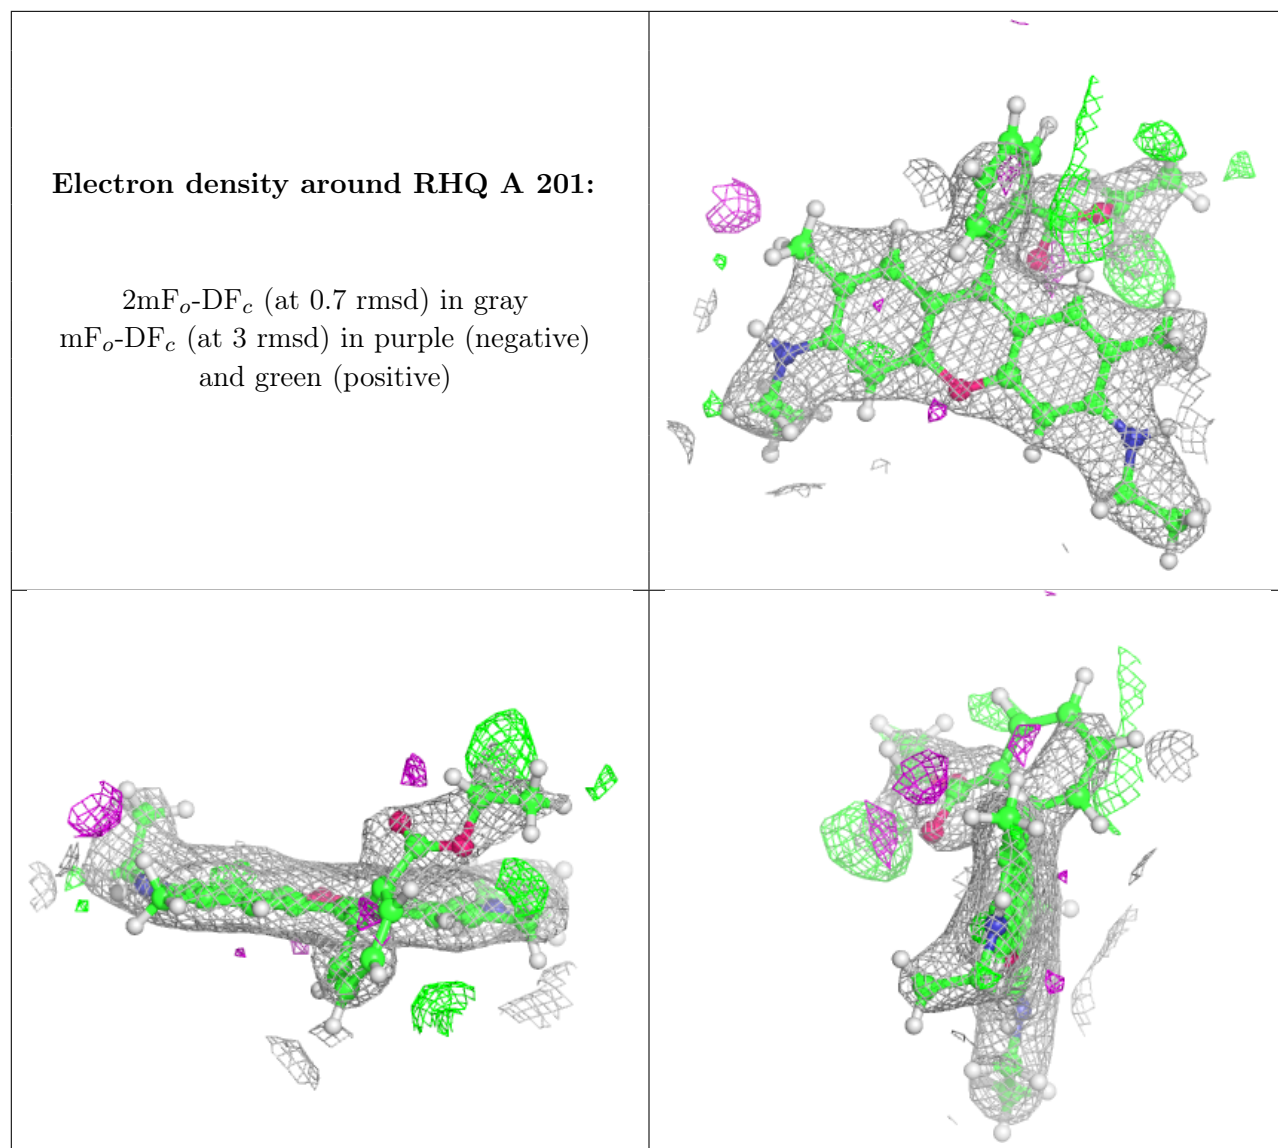 Electron density around RHQ A 201:
2mFo-DFc (at 0.7 rmsd) in gray
mFo-DFc (at 3 rmsd) in purple (negative)
and green (positive)